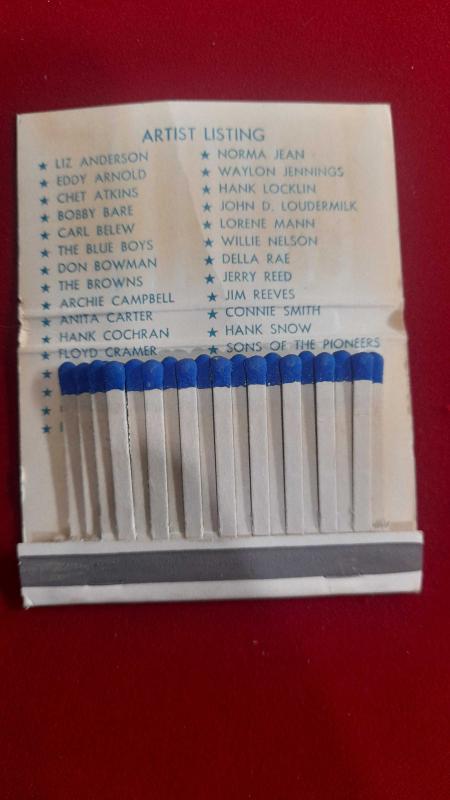 ARTIST LISTING
★ LIZ ANDERSON
★ EDDY ARNOLD
★ CHET ATKINS
★ BOBBY BARE
★ CARL BELEW
★ THE BLUE BOYS
★ DON BOWMAN
★ THE BROWNS
★ ARCHIE CAMPBELL
★ ANITA CARTER
★ HANK COCHRAN
★ FLOYD CRAMER
★ NORMA JEAN
★ WAYLON JENNINGS
★ HANK LOCKLIN
★ JOHN D. LOUDERMILK
★ LORENE MANN
★ WILLIE NELSON
★ DELLA RAE
★ JERRY REED
★ JIM REEVES
★ CONNIE SMITH
★ HANK SNOW
★ SONS OF THE PIONEERS